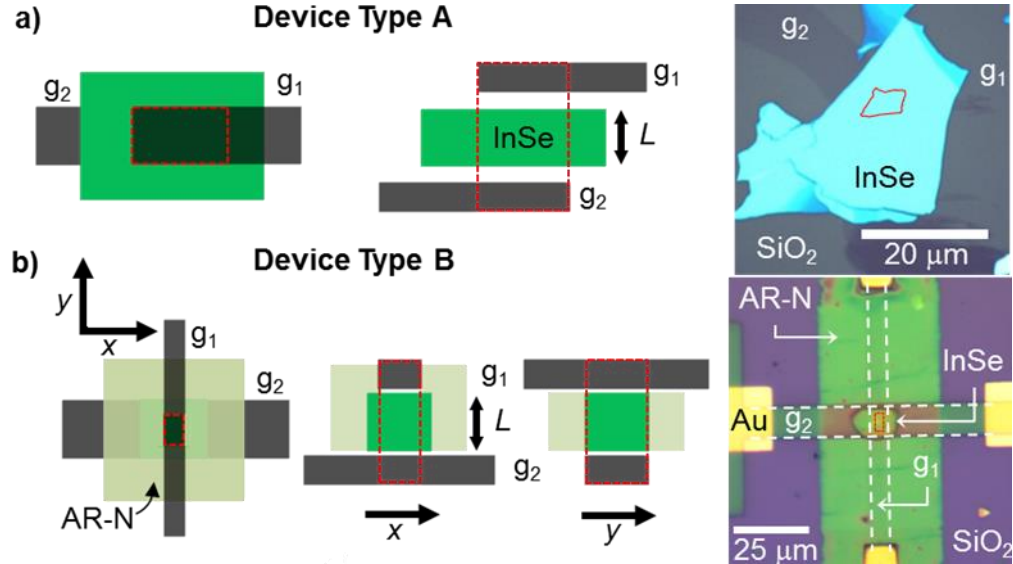 a)
Device Type A
g2
g1
InSe
L
g1
g2
g2
g1
InSe
SiO2
20 μm
b)
Device Type B
y
x
g1
g2
AR-N
g1
L
g2
x
y
AR-N
InSe
Au
g2
g1
25 μm
SiO2